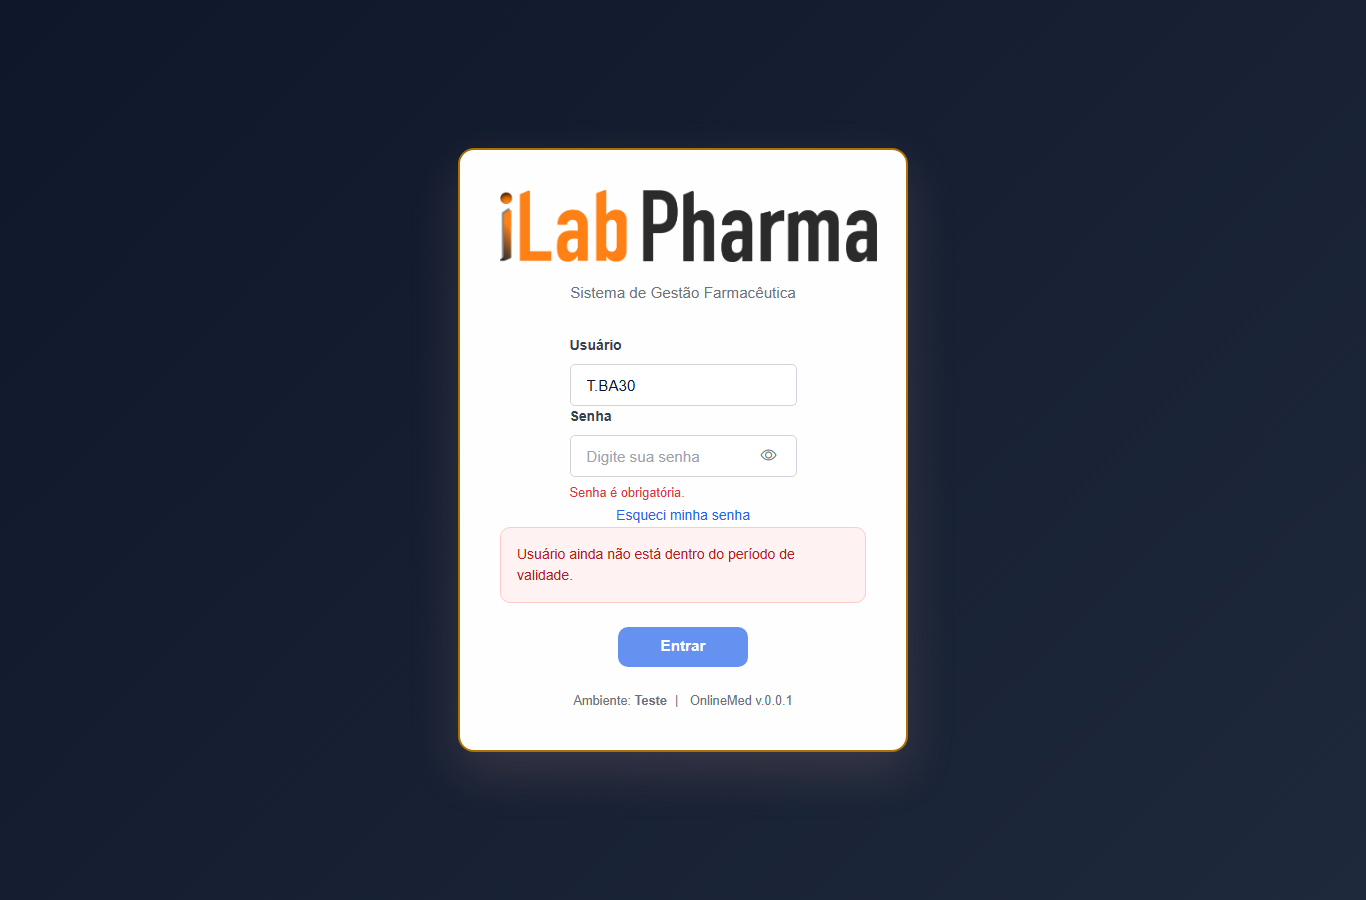 iLab Pharma
Sistema de Gestão Farmacêutica
Usuário
T.BA30
Senha
Digite sua senha
Senha é obrigatória.
Esqueci minha senha
Usuário ainda não está dentro do período de
validade.
Entrar
Ambiente: Teste | OnlineMed v.0.0.1